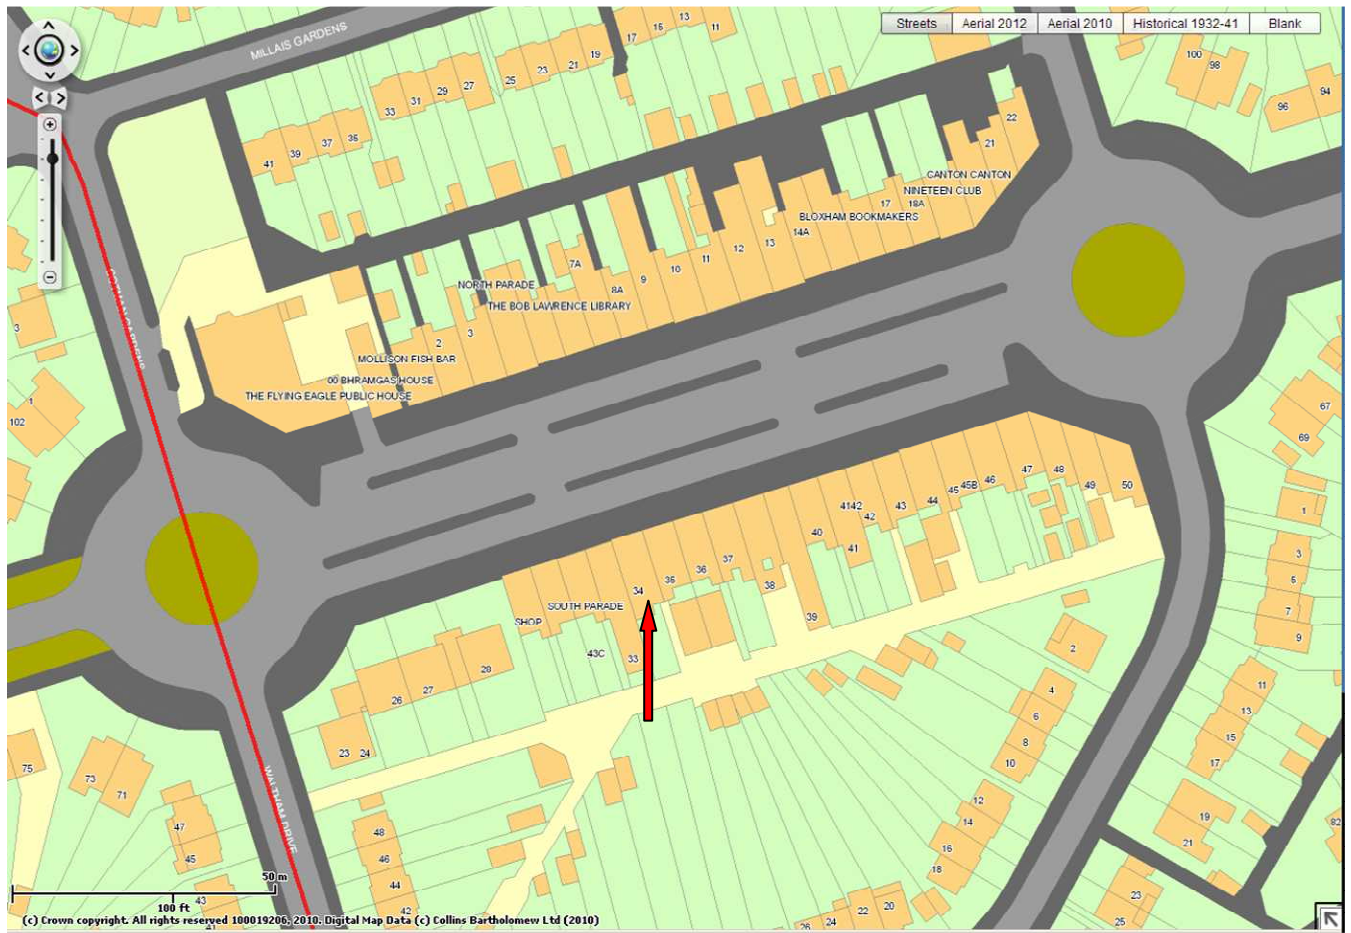 Streets Aerial 2012 Aerial 2010 Historical 1932-41 Blank
MILLAIS GARDENS
17 15 13 11
25 23 21 19
33 31 29 27
41 39 37 35
100 98
96 94
22
21
CANTON CANTON
NINETEEN CLUB
17 18A
BLOXHAM BOOKMAKERS
14A
13
12
11
10
9
8A
7A
NORTH PARADE
THE BOB LAWRENCE LIBRARY
3
2
MOLLISON FISH BAR
00 BHRAMGAS HOUSE
THE FLYING EAGLE PUBLIC HOUSE
3
1
102
67
69
1
3
5
7
9
50
49
48
47
46
45B
45
44
43
42
4142
41
40
39
38
37
36
35
34
33
SOUTH PARADE
SHOP
43C
28
27
26
23 24
75
73
71
47
45
43
48
46
44
42
WALTHAM DRIVE
2
4
6
8
10
12
14
16
18
20
22
24
26
11
13
15
17
19
21
23
25
82
50 m
100 ft
(c) Crown copyright. All rights reserved 100019206, 2010. Digital Map Data (c) Collins Bartholomew Ltd (2010)